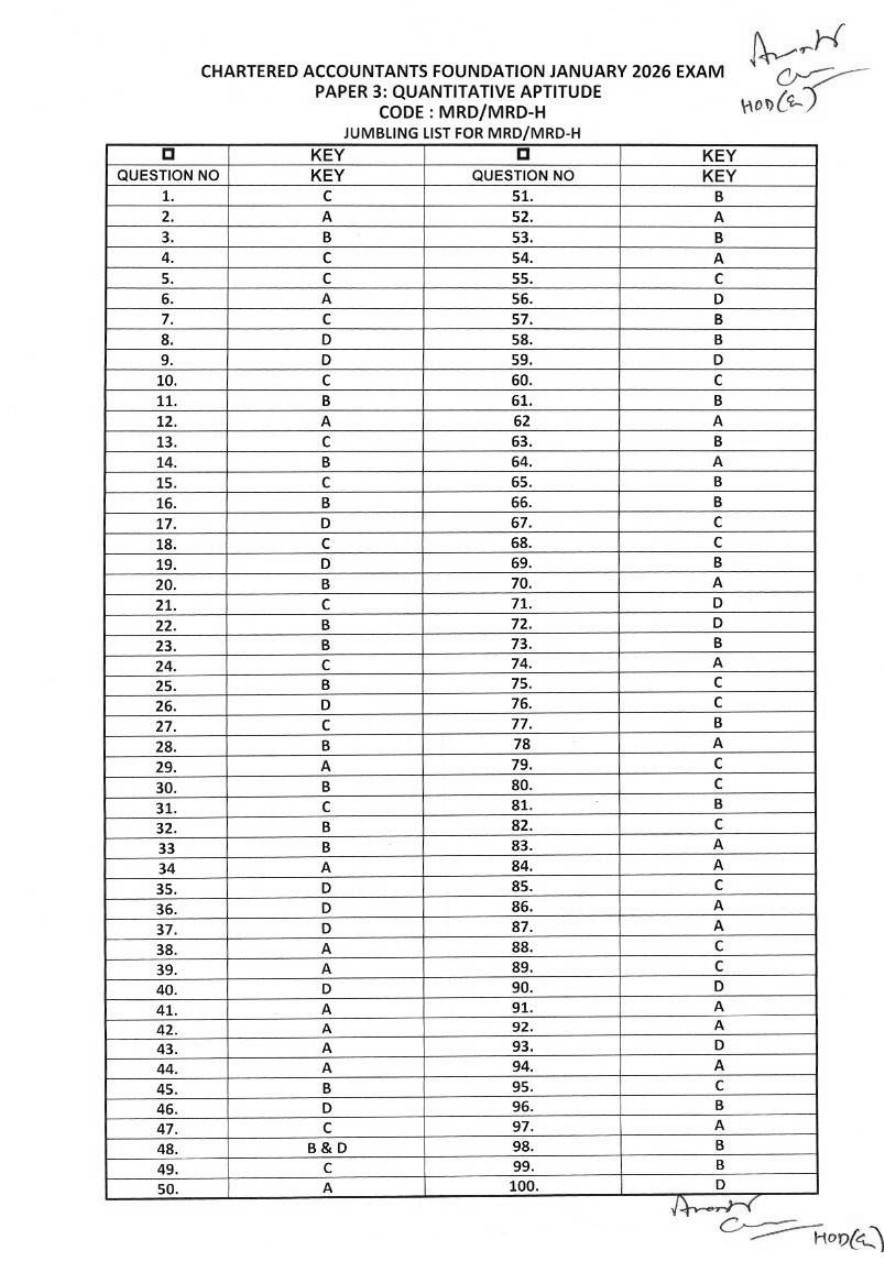 HOD(E)
CHARTERED ACCOUNTANTS FOUNDATION JANUARY 2026 EXAM
PAPER 3: QUANTITATIVE APTITUDE
CODE : MRD/MRD-H
JUMBLING LIST FOR MRD/MRD-H
KEY KEY
QUESTION NO KEY QUESTION NO KEY
1. C 51. B
2. A 52. A
3. B 53. B
4. C 54. A
5. C 55. C
6. A 56. D
7. C 57. B
8. D 58. B
9. D 59. D
10. C 60. C
11. B 61. B
12. A 62 A
13. C 63. B
14. B 64. A
15. C 65. B
16. B 66. B
17. D 67. C
18. C 68. C
19. D 69. B
20. B 70. A
21. C 71. D
22. B 72. D
23. B 73. B
24. C 74. A
25. B 75. C
26. D 76. C
27. C 77. B
28. B 78 A
29. A 79. C
30. B 80. C
31. C 81. B
32. B 82. C
33 B 83. A
34 A 84. A
35. D 85. C
36. D 86. A
37. D 87. A
38. A 88. C
39. A 89. C
40. D 90. D
41. A 91. A
42. A 92. A
43. A 93. D
44. A 94. A
45. B 95. C
46. D 96. B
47. C 97. A
48. B & D 98. B
49. C 99. B
50. A 100. D
HOD(E)